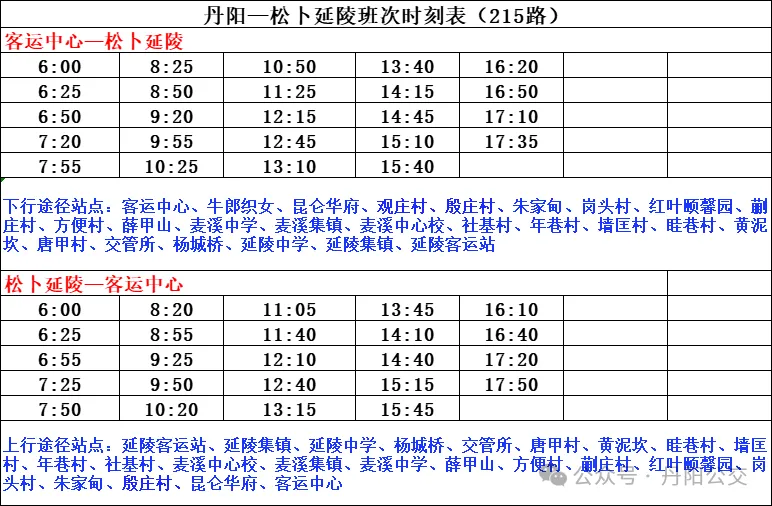 丹阳—松卜延陵班次时刻表（215路）
客运中心—松卜延陵
6:00 8:25 10:50 13:40 16:20
6:25 8:50 11:25 14:15 16:50
6:50 9:20 12:15 14:45 17:10
7:20 9:55 12:45 15:10 17:35
7:55 10:25 13:10 15:40
下行途径站点：客运中心、牛郎织女、昆仑华府、观庄村、殷庄村、朱家甸、岗头村、红叶颐馨园、蒯
庄村、方便村、薛甲山、麦溪中学、麦溪集镇、麦溪中心校、社基村、年巷村、墙匡村、眭巷村、黄泥
坎、唐甲村、交管所、杨城桥、延陵中学、延陵集镇、延陵客运站
松卜延陵—客运中心
6:00 8:20 11:05 13:45 16:10
6:25 8:55 11:40 14:10 16:40
6:55 9:25 12:10 14:40 17:20
7:25 9:50 12:40 15:15 17:50
7:50 10:20 13:15 15:45
上行途径站点：延陵客运站、延陵集镇、延陵中学、杨城桥、交管所、唐甲村、黄泥坎、眭巷村、墙匡
村、年巷村、社基村、麦溪中心校、麦溪集镇、麦溪中学、薛甲山、方便村、蒯庄村、红叶颐馨园、岗
头村、朱家甸、殷庄村、昆仑华府、客运中心
公众号·丹阳公交